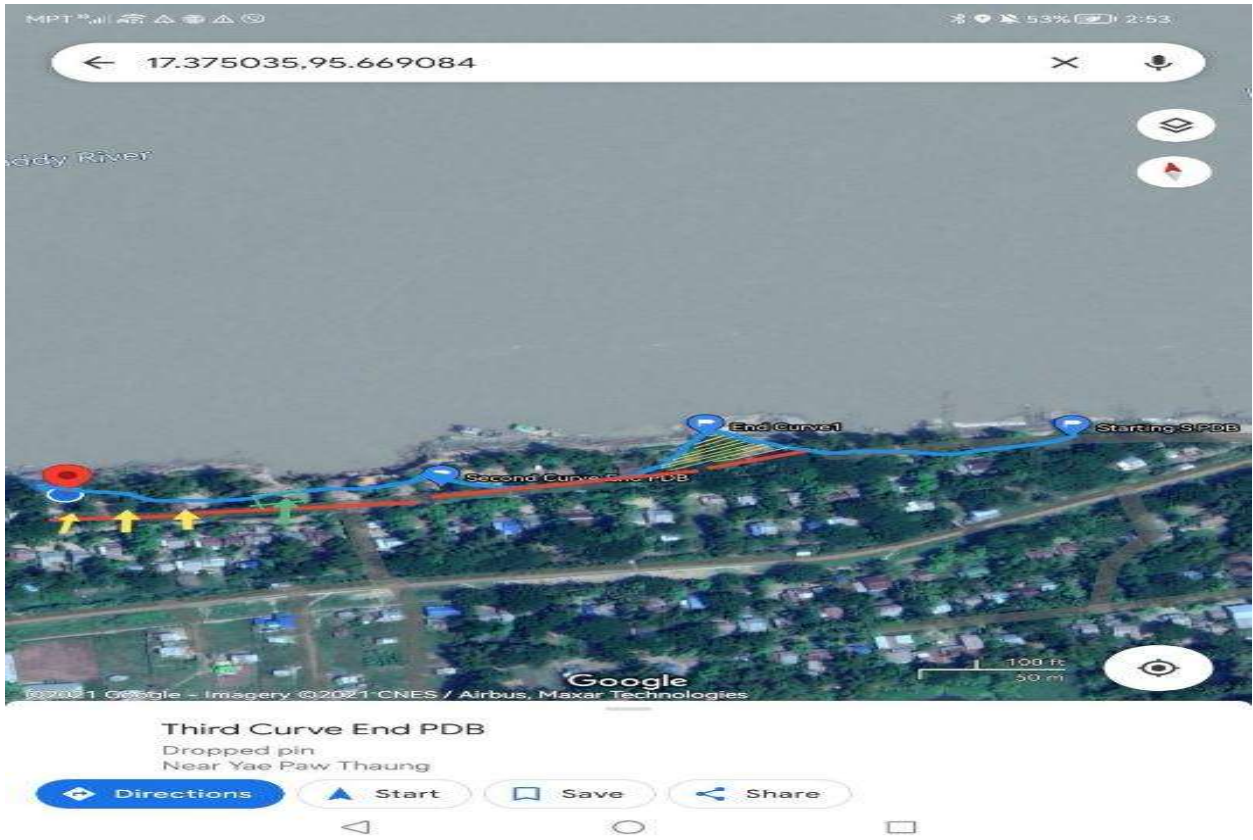 MPT
53% 2:53
17.375035,95.669084
ddy River
End Curve1
Starting S PDB
Second Curve End PDB
100 ft
50 m
Google
©2021 Google - Imagery ©2021 CNES / Airbus, Maxar Technologies
Third Curve End PDB
Dropped pin
Near Yae Paw Thaung
Directions
Start
Save
Share